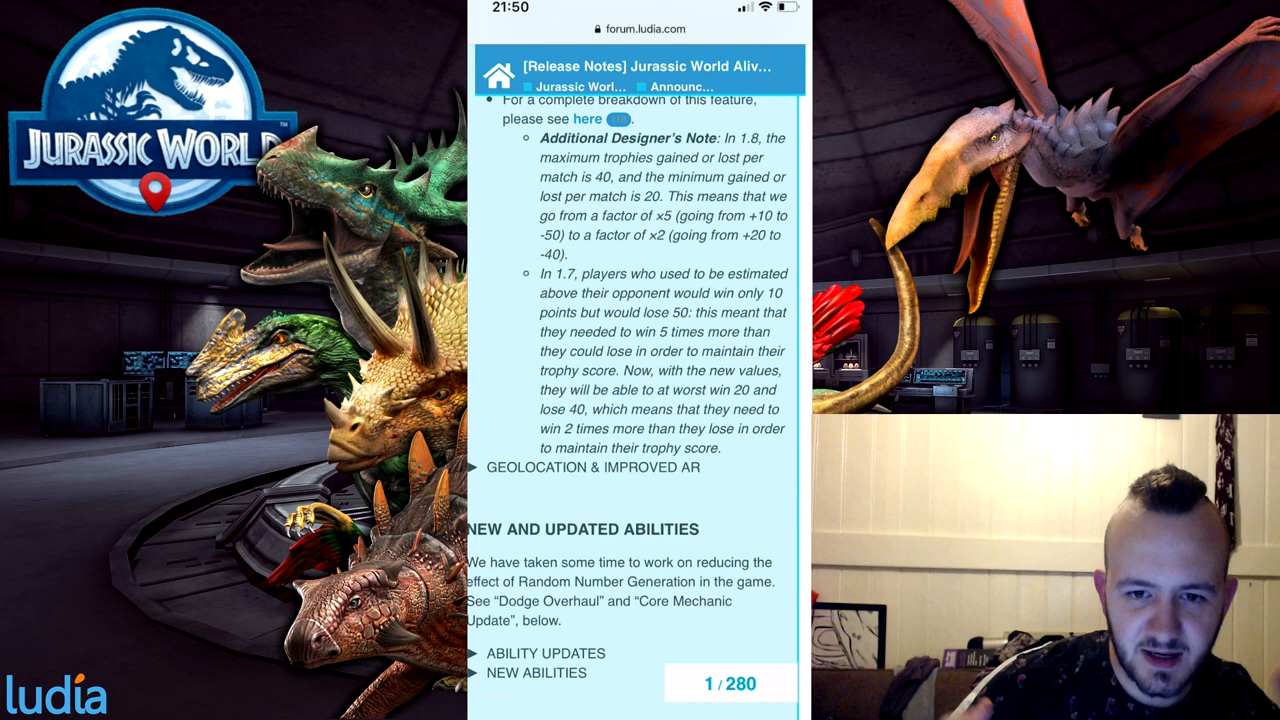 JURASSIC WORLD
TM
ludia
21:50
forum.ludia.com
[Release Notes] Jurassic World Aliv...
Jurassic Worl... Announc...
For a complete breakdown of this feature,
please see here 118.
Additional Designer's Note: In 1.8, the
maximum trophies gained or lost per
match is 40, and the minimum gained or
lost per match is 20. This means that we
go from a factor of ×5 (going from +10 to
-50) to a factor of ×2 (going from +20 to
-40).
In 1.7, players who used to be estimated
above their opponent would win only 10
points but would lose 50: this meant that
they needed to win 5 times more than
they could lose in order to maintain their
trophy score. Now, with the new values,
they will be able to at worst win 20 and
lose 40, which means that they need to
win 2 times more than they lose in order
to maintain their trophy score.
GEOLOCATION & IMPROVED AR
NEW AND UPDATED ABILITIES
We have taken some time to work on reducing the
effect of Random Number Generation in the game.
See “Dodge Overhaul” and “Core Mechanic
Update”, below.
ABILITY UPDATES
NEW ABILITIES
1 / 280